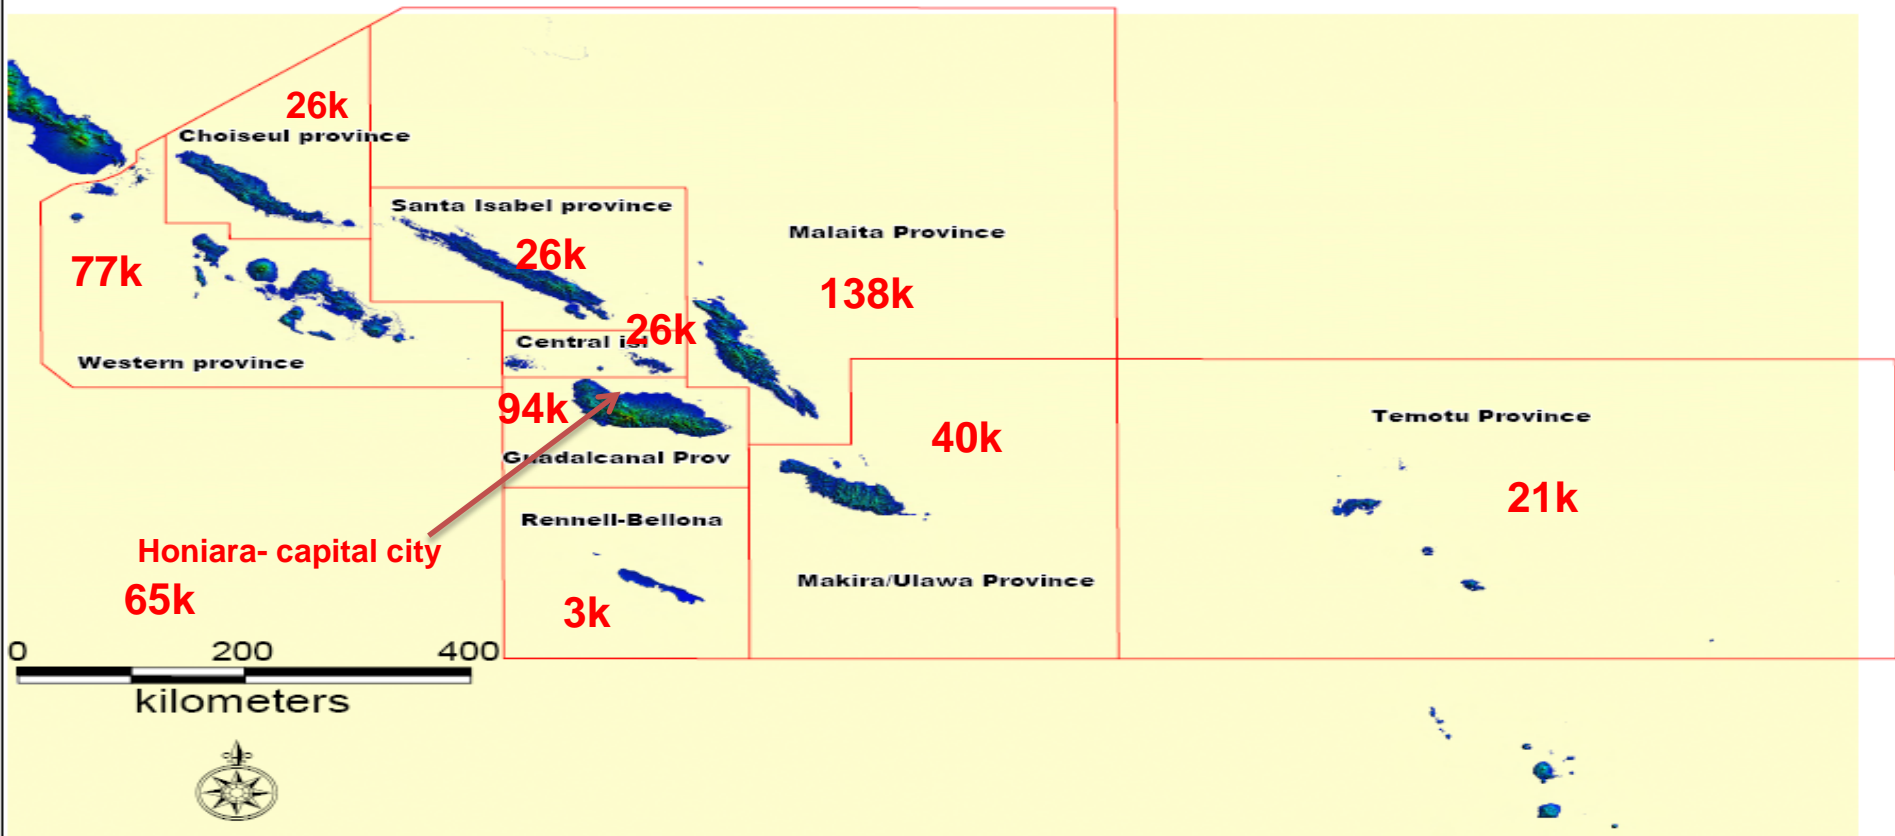 26k
Choiseul province
Santa Isabel province
Malaita Province
26k
77k
138k
26k
Central isl
Western province
94k
Temotu Province
40k
Guadalcanal Prov
21k
Rennell-Bellona
Honiara- capital city
Makira/Ulawa Province
65k
3k
0 200 400
kilometers